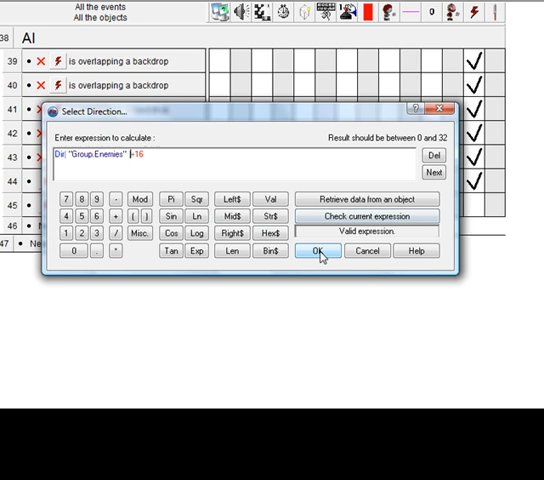 All the events
All the objects
38 AI
39 • is overlapping a backdrop
40 • is overlapping a backdrop
41 •
Select Direction...
42 •
Enter expression to calculate :
Result should be between 0 and 32
43 •
Dir( "Group.Enemies" )+16
Del
Next
44 •
45 •
46 •
47 • Ne
7 8 9 - Mod Pi Sqr Left$ Val Retrieve data from an object
4 5 6 + ( ) Sin Ln Mid$ Str$ Check current expression
1 2 3 / Misc. Cos Log Right$ Hex$ Valid expression.
0 . * Tan Exp Len Bin$ OK Cancel Help